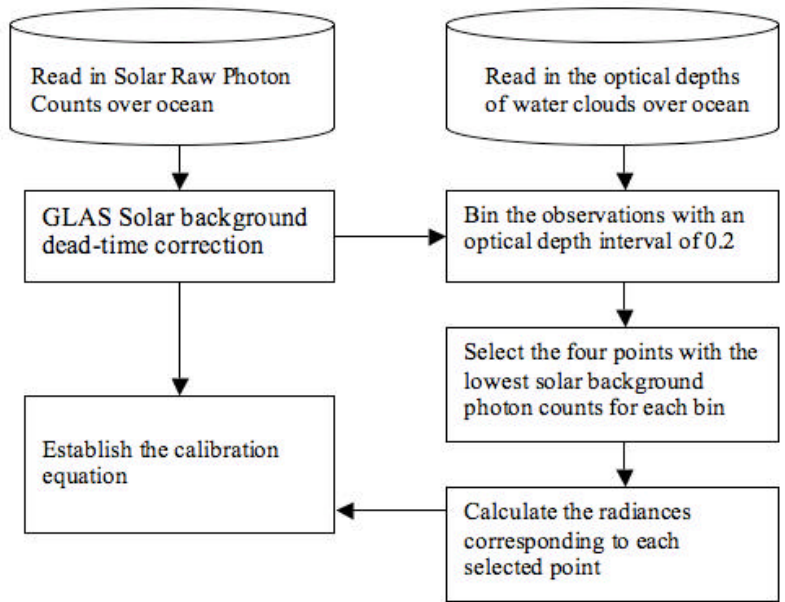 Read in Solar Raw Photon
Counts over ocean
Read in the optical depths
of water clouds over ocean
GLAS Solar background
dead-time correction
Bin the observations with an
optical depth interval of 0.2
Select the four points with the
lowest solar background
photon counts for each bin
Establish the calibration
equation
Calculate the radiances
corresponding to each
selected point